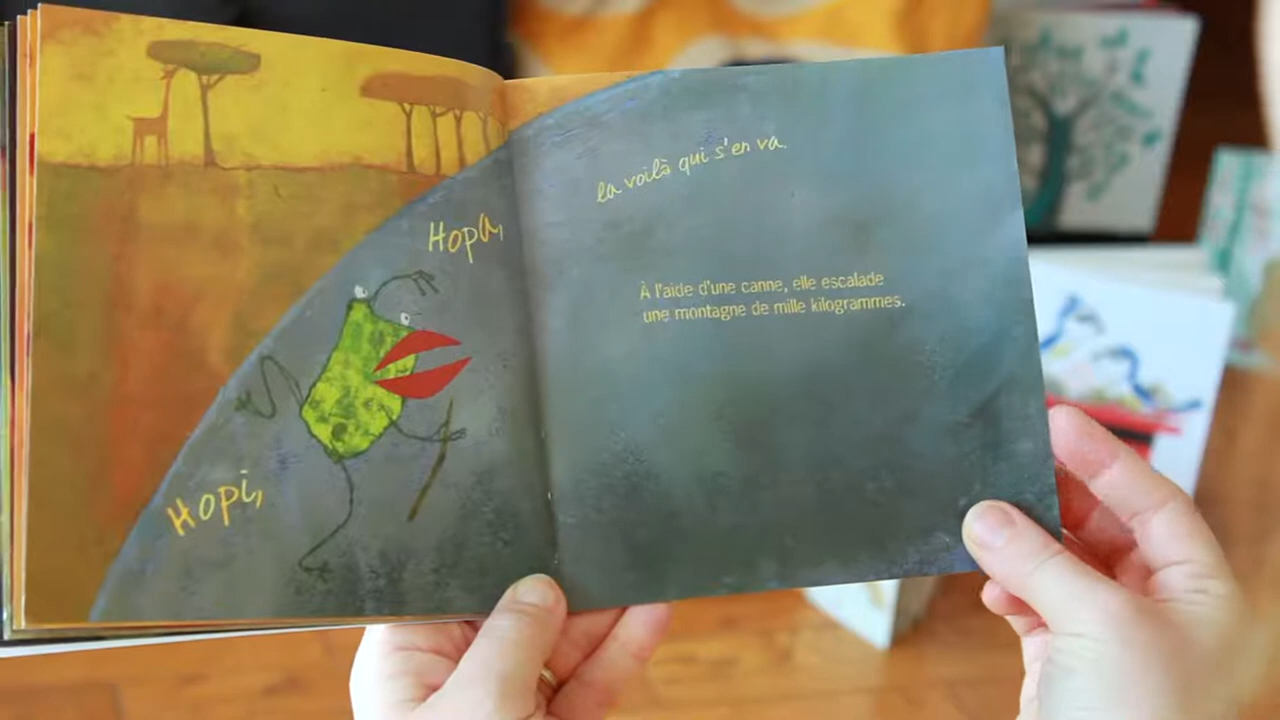 Hopi,
Hopa,
la voilà qui s'en va.
À l'aide d'une canne, elle escalade
une montagne de mille kilogrammes.